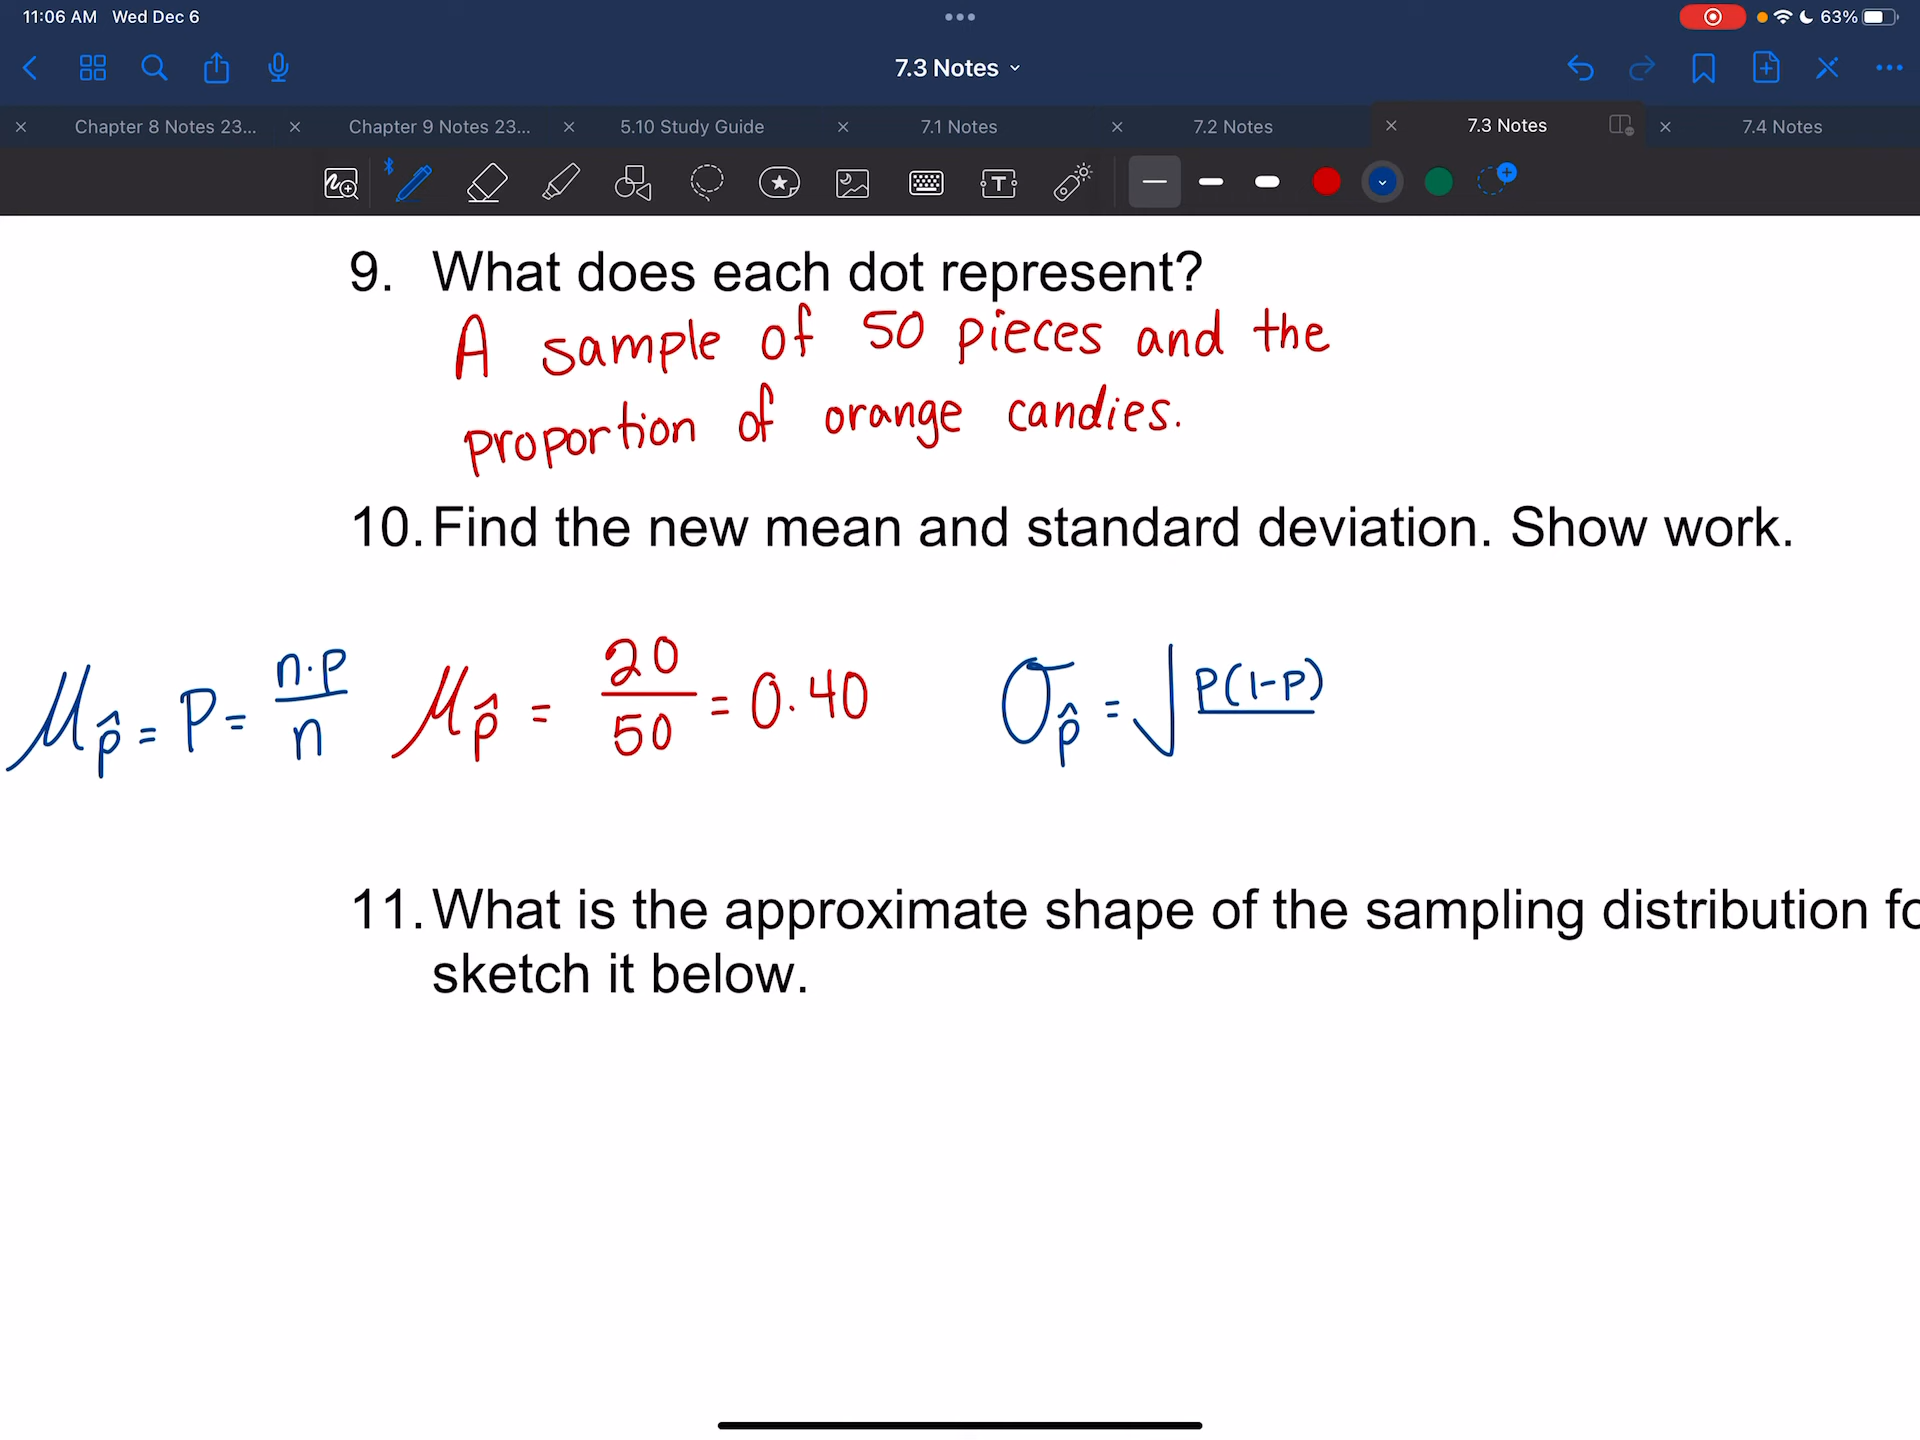 11:06 AM Wed Dec 6
63%
7.3 Notes
Chapter 8 Notes 23...
Chapter 9 Notes 23...
5.10 Study Guide
7.1 Notes
7.2 Notes
7.3 Notes
7.4 Notes
9. What does each dot represent?
A sample of 50 pieces and the
proportion of orange candies.
10. Find the new mean and standard deviation. Show work.
μp̂ = P = n·p/n μp̂ = 20/50 = 0.40 σp̂ = √P(1-P)
11. What is the approximate shape of the sampling distribution fo
sketch it below.